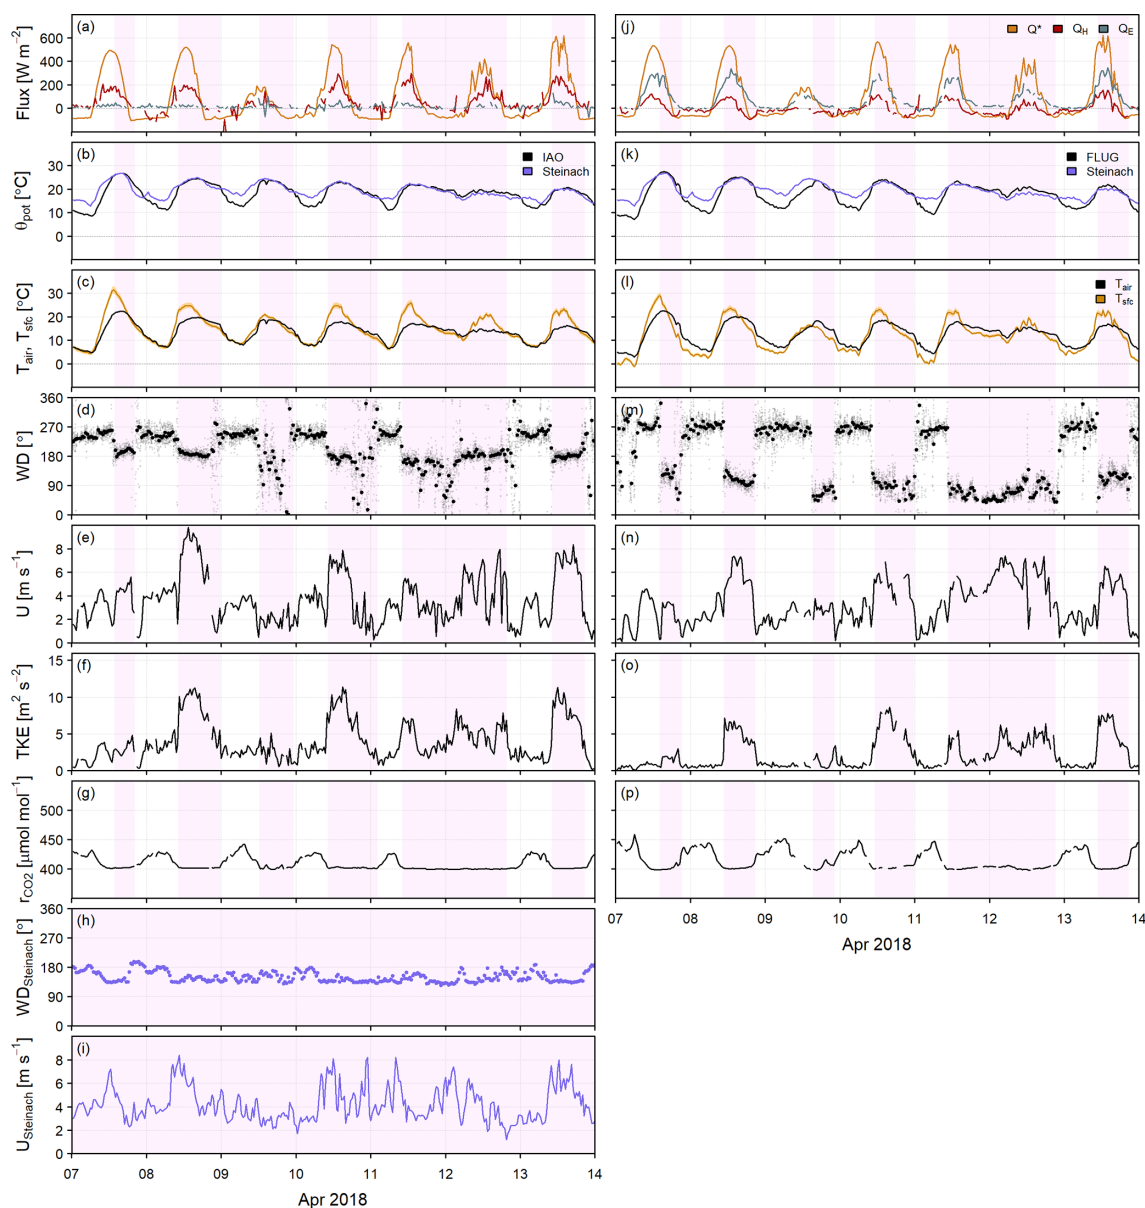 (a)
Flux [W m⁻²]
600
400
200
0
(b)
IAO
Steinach
θpot [°C]
30
20
10
0
(c)
Tair, Tsfc [°C]
30
20
10
0
(d)
WD [°]
360
270
180
90
0
(e)
U [m s⁻¹]
8
6
4
2
0
(f)
TKE [m² s⁻²]
15
10
5
0
(g)
rCO2 [μmol mol⁻¹]
500
450
400
(h)
WDSteinach [°]
360
270
180
90
0
(i)
USteinach [m s⁻¹]
8
6
4
2
0
07 08 09 10 11 12 13 14
Apr 2018
(j)
Q* QH QE
(k)
FLUG
Steinach
(l)
Tair
Tsfc
(m)
(n)
(o)
(p)
07 08 09 10 11 12 13 14
Apr 2018